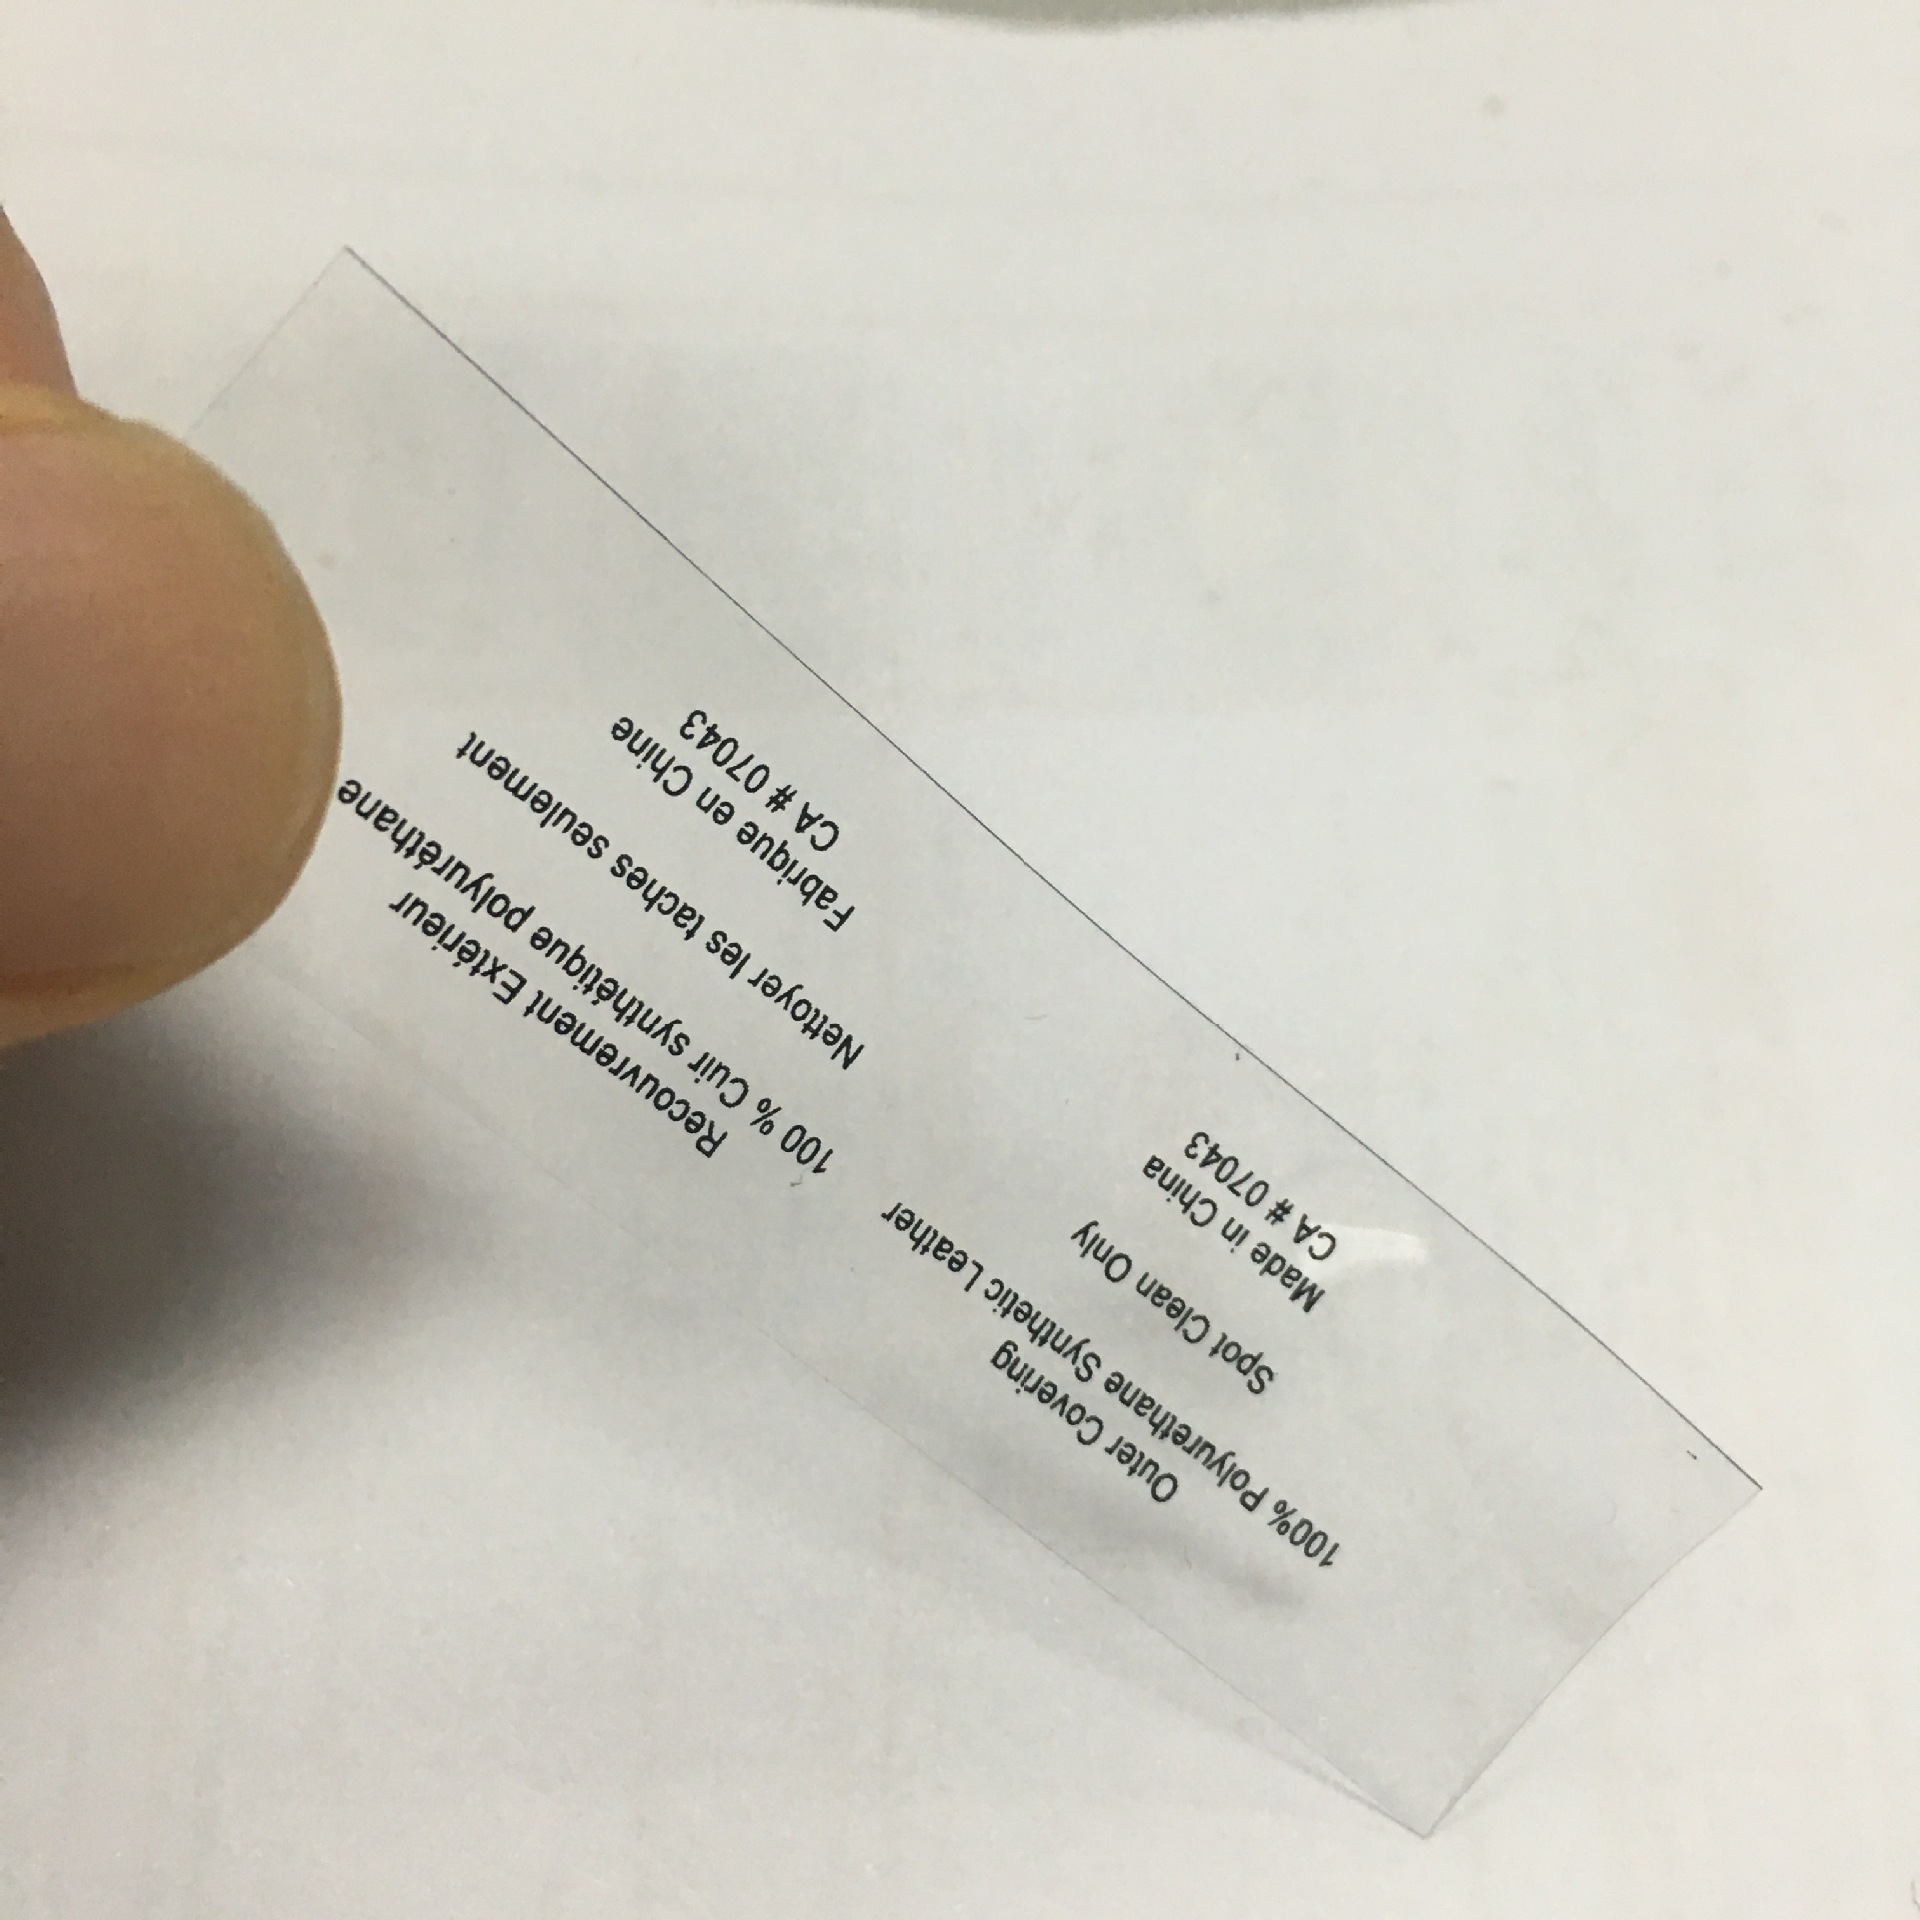 Outer Covering
100% Polyurethane Synthetic Leather
Spot Clean Only
Made in China
CA # 07043
Recouvrement Extérieur
100 % Cuir synthétique polyuréthane
Nettoyer les taches seulement
Fabrique en Chine
CA # 07043